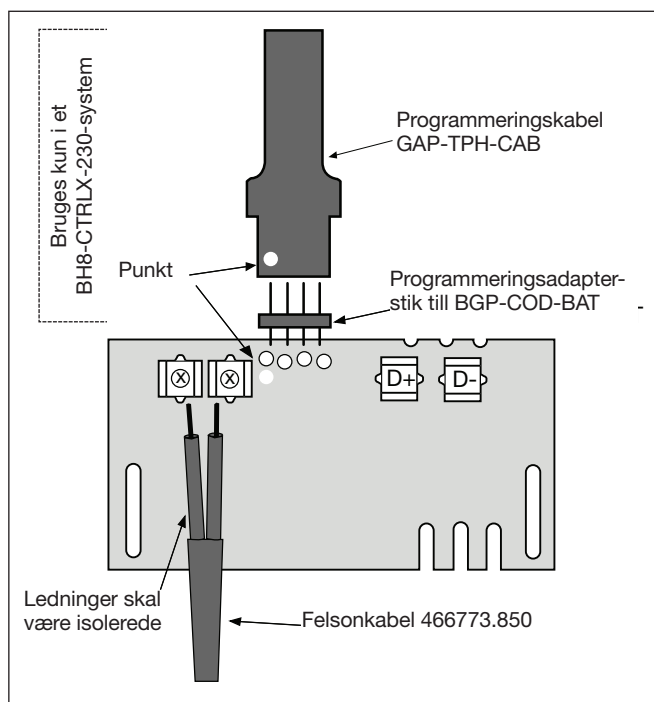 Bruges kun i et
BH8-CTRLX-230-system
Programmeringskabel
GAP-TPH-CAB
Punkt
Programmeringsadapter-
stik till BGP-COD-BAT
-
X
X
D+
D-
Ledninger skal
være isolerede
Felsonkabel 466773.850